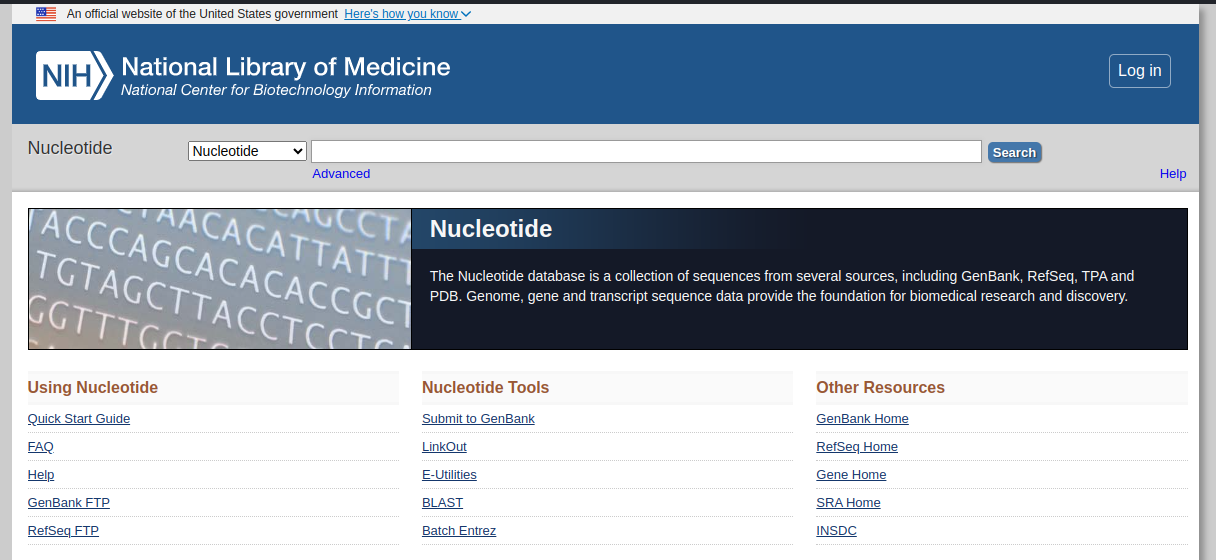 An official website of the United States government Here's how you know
NIH National Library of Medicine
National Center for Biotechnology Information
Log in
Nucleotide
Nucleotide
Search
Advanced
Help
TAACACATTATTT
ACCCAGCACACACCGCT
TGTAGCTTACCTCCTC
GGTTTGCTG
Nucleotide
The Nucleotide database is a collection of sequences from several sources, including GenBank, RefSeq, TPA and
PDB. Genome, gene and transcript sequence data provide the foundation for biomedical research and discovery.
Using Nucleotide
Quick Start Guide
FAQ
Help
GenBank FTP
RefSeq FTP
Nucleotide Tools
Submit to GenBank
LinkOut
E-Utilities
BLAST
Batch Entrez
Other Resources
GenBank Home
RefSeq Home
Gene Home
SRA Home
INSDC